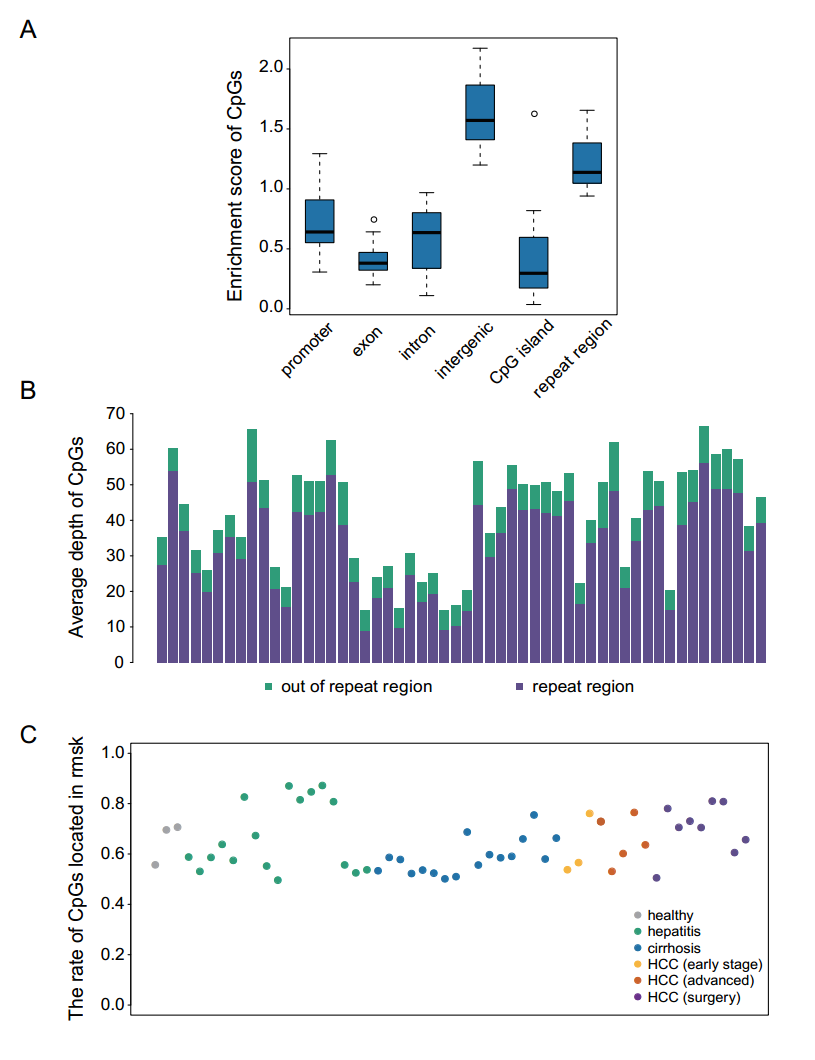 A
Enrichment score of CpGs
2.0
1.5
1.0
0.5
0.0
promoter
exon
intron
intergenic
CpG island
repeat region
B
Average depth of CpGs
70
60
50
40
30
20
10
0
out of repeat region
repeat region
C
The rate of CpGs located in rmsk
1.0
0.8
0.6
0.4
0.2
0.0
healthy
hepatitis
cirrhosis
HCC (early stage)
HCC (advanced)
HCC (surgery)